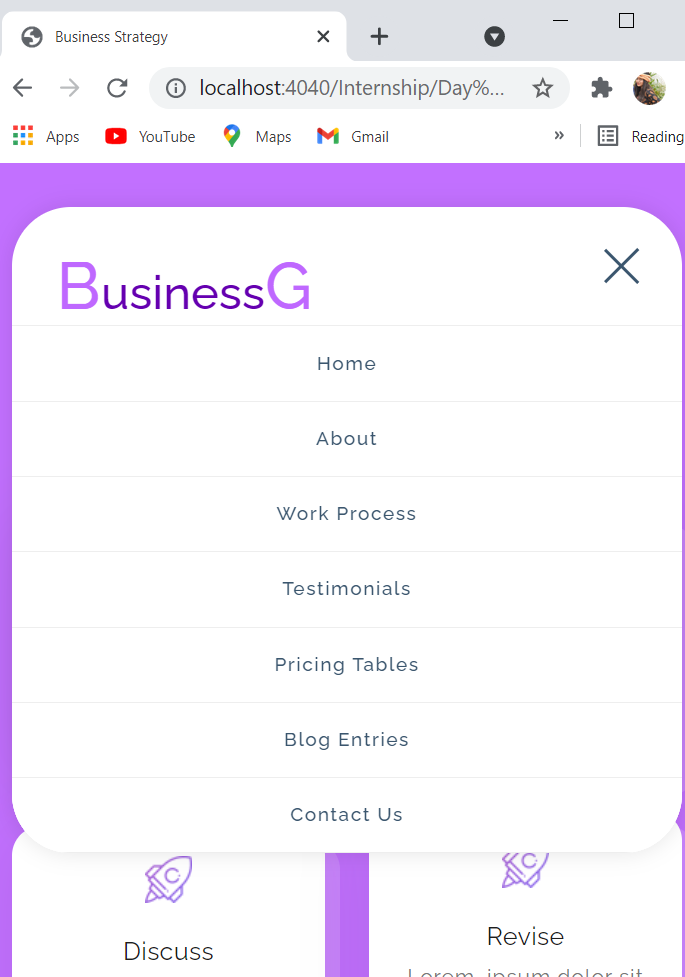 Business Strategy
localhost:4040/Internship/Day%...
Apps YouTube Maps Gmail » Reading
BusinessG
Home
About
Work Process
Testimonials
Pricing Tables
Blog Entries
Contact Us
Discuss
Revise
Lorem, ipsum dolor sit